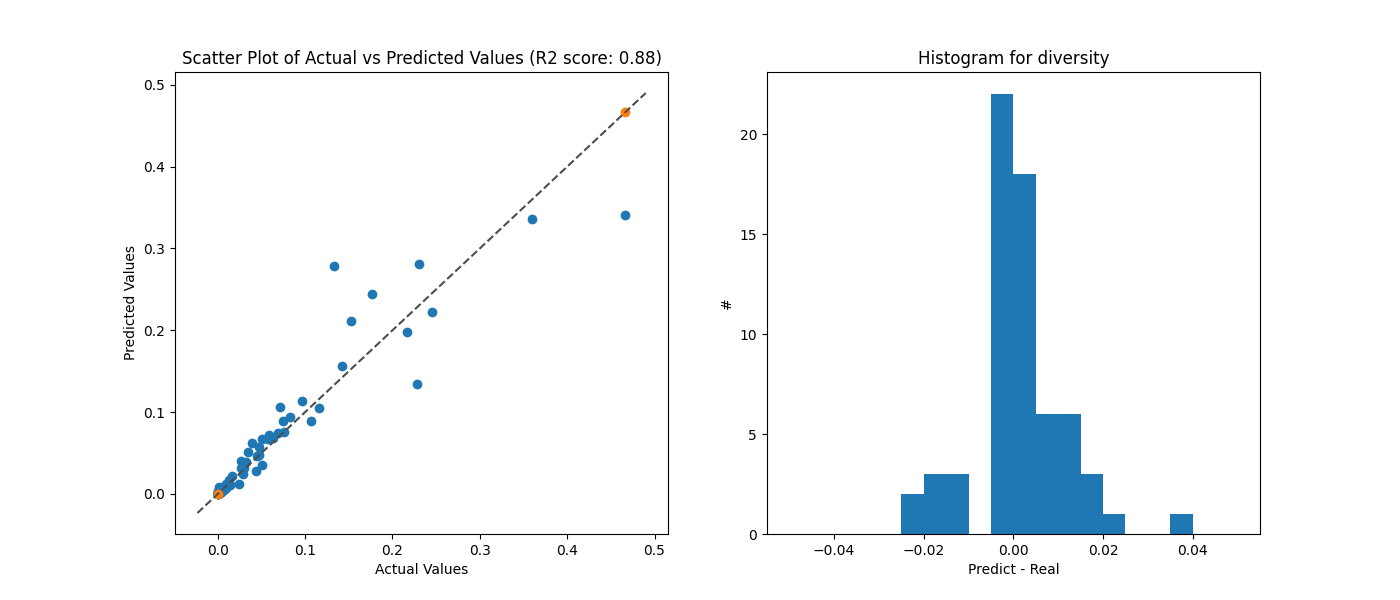 Scatter Plot of Actual vs Predicted Values (R2 score: 0.88)
0.5
0.4
0.3
0.2
0.1
0.0
Predicted Values
0.0 0.1 0.2 0.3 0.4 0.5
Actual Values
Histogram for diversity
20
15
10
5
0
#
−0.04 −0.02 0.00 0.02 0.04
Predict - Real